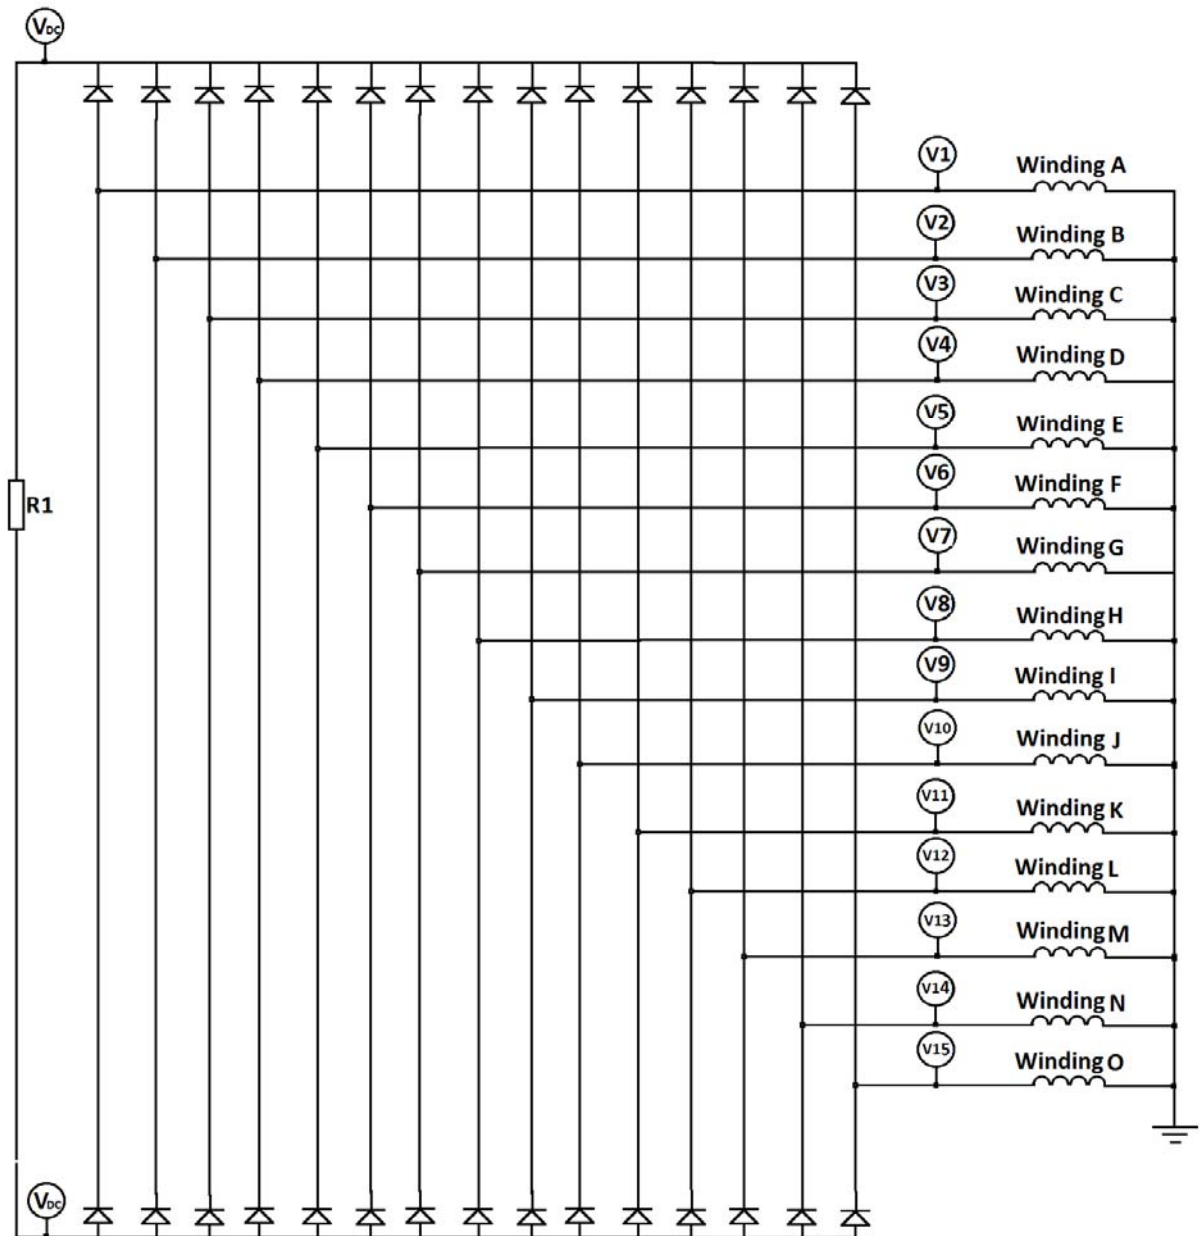 VDC
V1
Winding A
V2
Winding B
V3
Winding C
V4
Winding D
V5
Winding E
V6
Winding F
R1
V7
Winding G
V8
Winding H
V9
Winding I
V10
Winding J
V11
Winding K
V12
Winding L
V13
Winding M
V14
Winding N
V15
Winding O
VDC